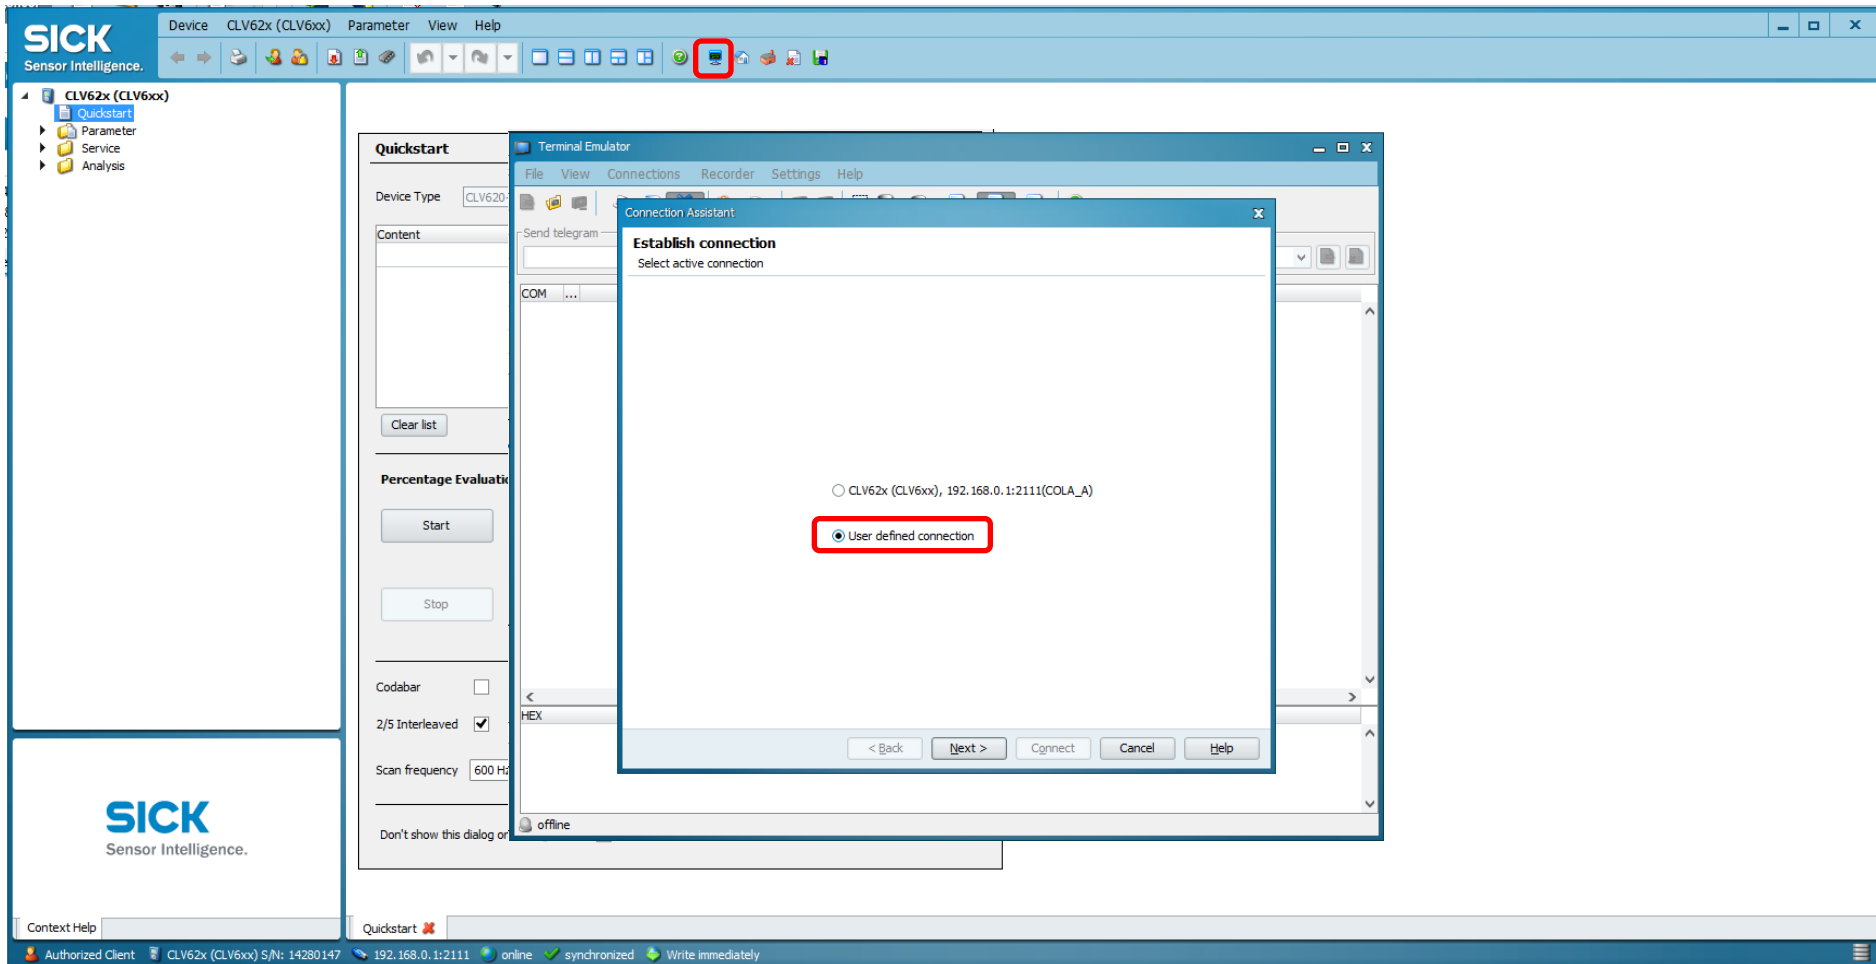 SICK
Sensor Intelligence.
Device CLV62x (CLV6xx) Parameter View Help
CLV62x (CLV6xx)
Quickstart
Parameter
Service
Analysis
Quickstart
Device Type CLV620-
Content
Clear list
Percentage Evaluatio
Start
Stop
Codabar
2/5 Interleaved
Scan frequency 600 Hz
Don't show this dialog or
Terminal Emulator
File View Connections Recorder Settings Help
Send telegram
COM ...
HEX
offline
Connection Assistant
Establish connection
Select active connection
CLV62x (CLV6xx), 192.168.0.1:2111(COLA_A)
User defined connection
< Back Next > Connect Cancel Help
SICK
Sensor Intelligence.
Context Help
Quickstart
Authorized Client CLV62x (CLV6xx) S/N: 14280147 192.168.0.1:2111 online synchronized Write immediately